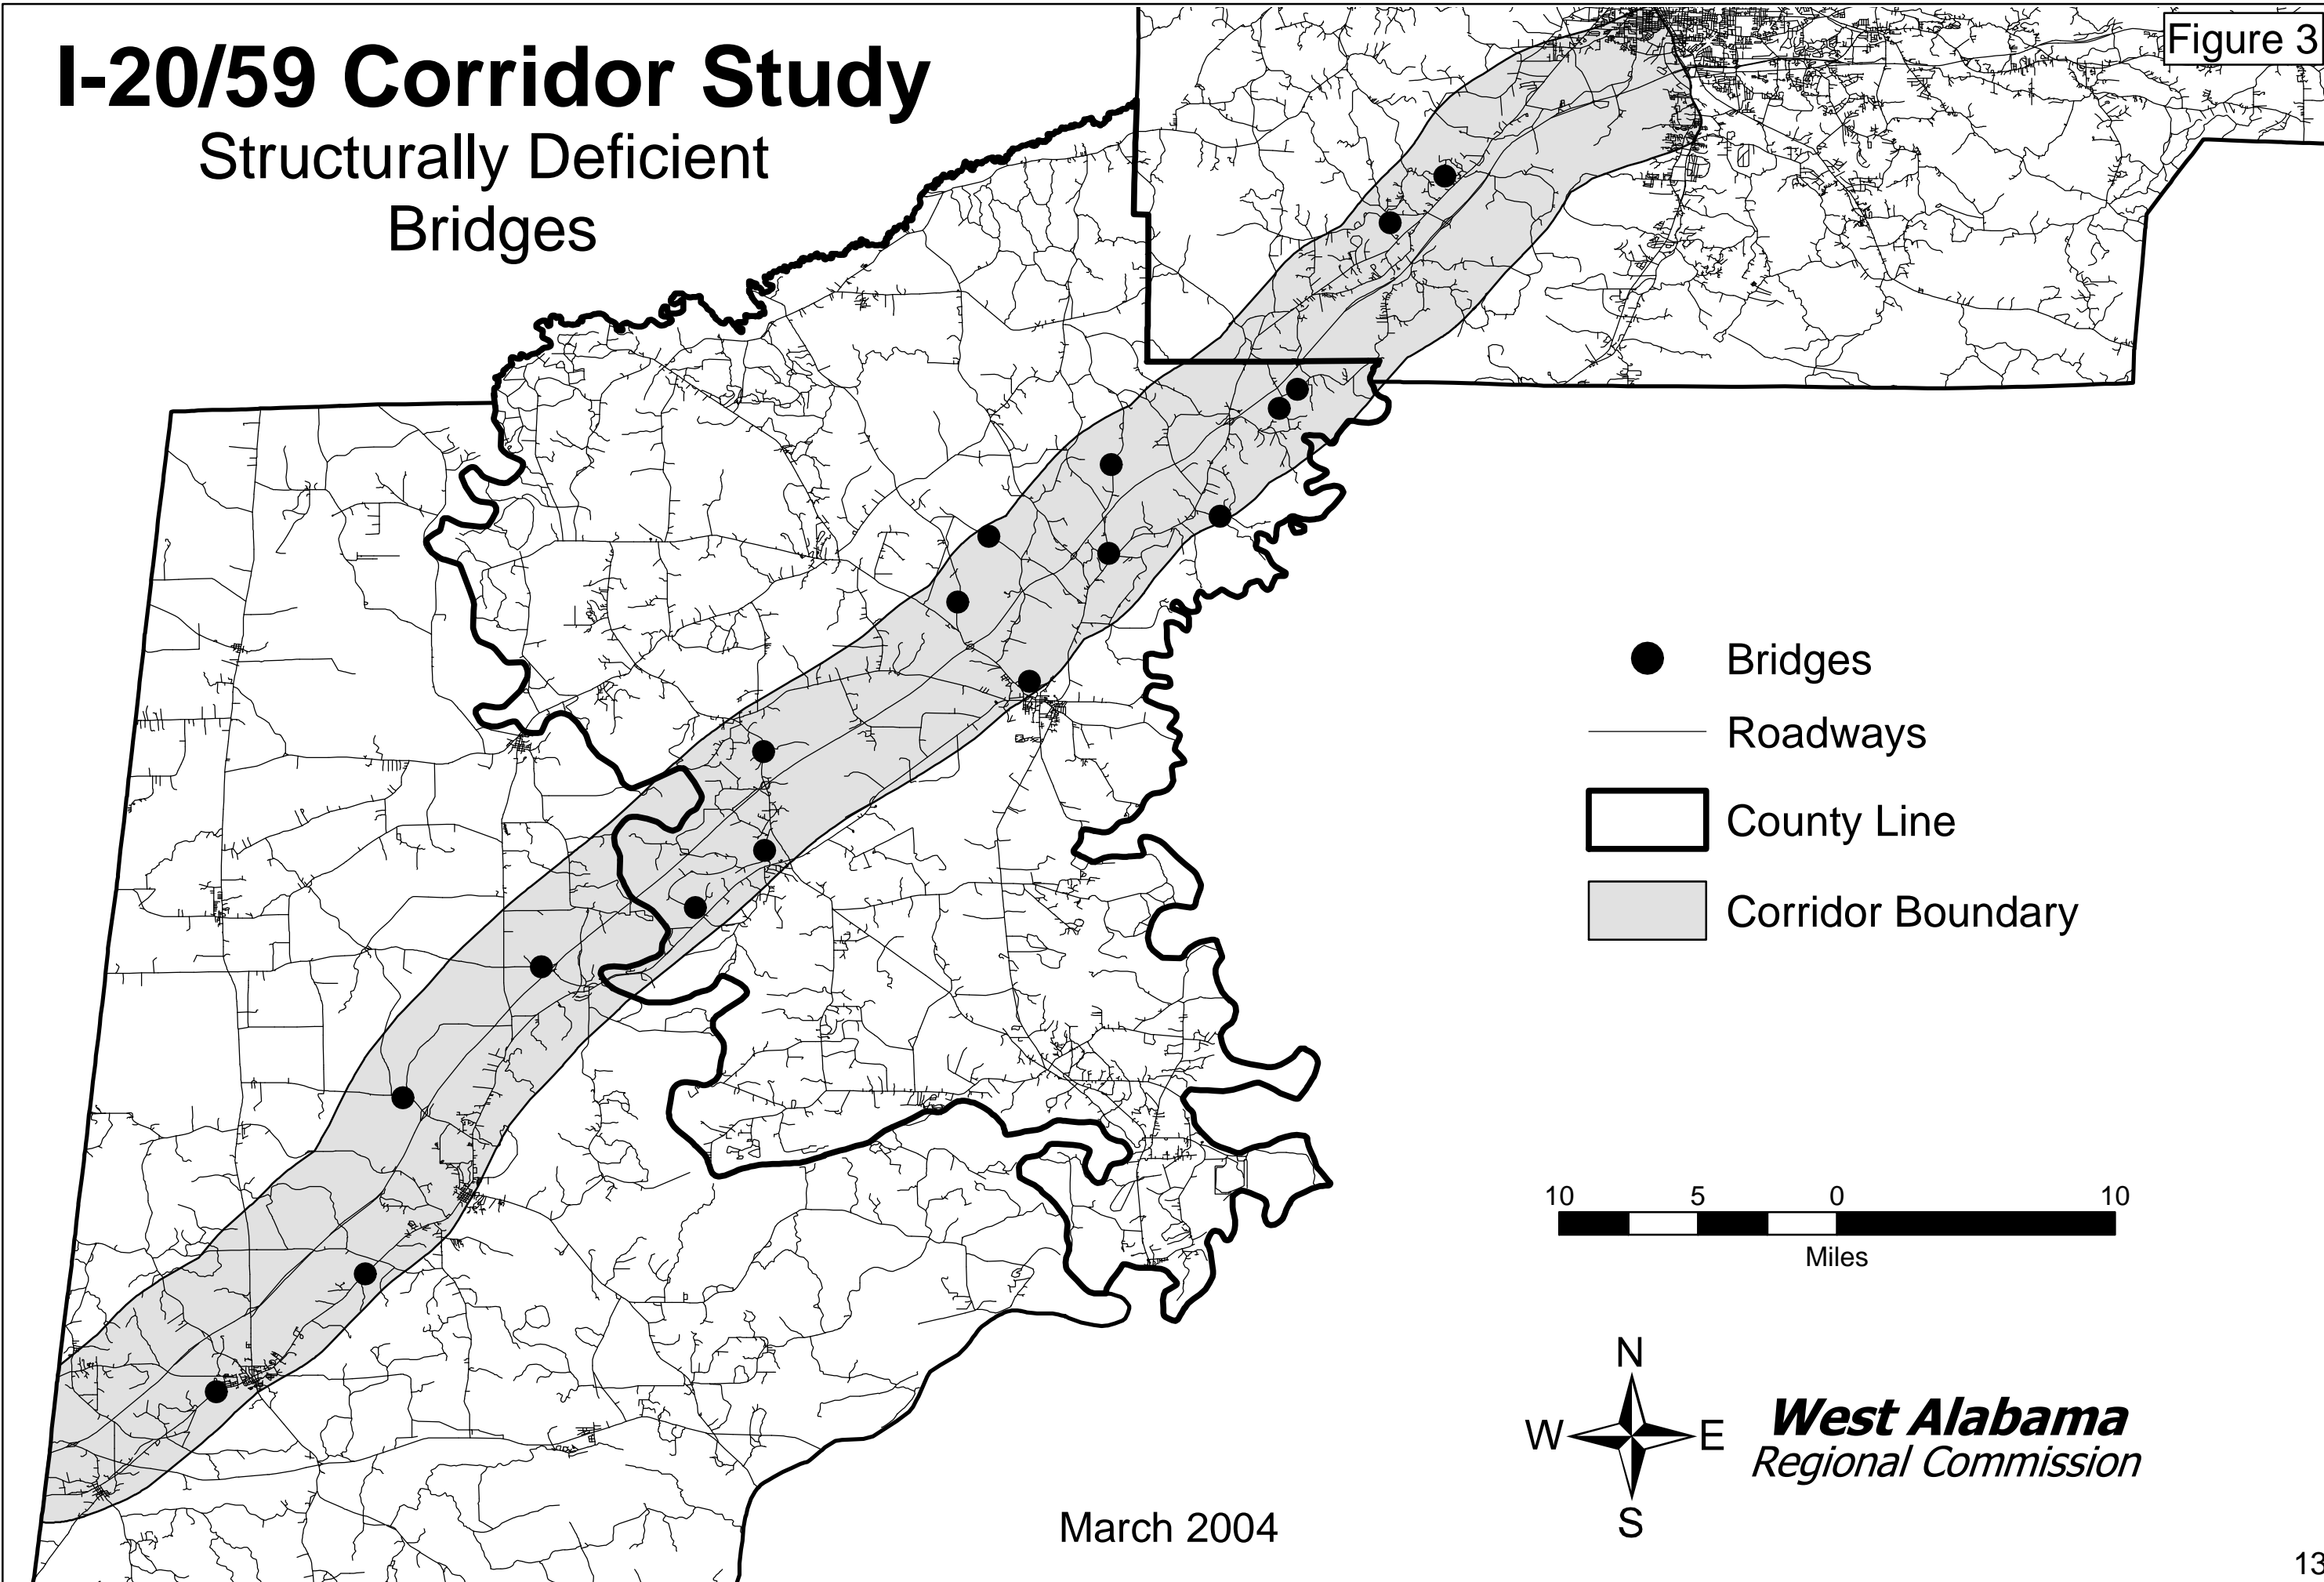 I-20/59 Corridor Study
Structurally Deficient
Bridges
Figure 3
Bridges
Roadways
County Line
Corridor Boundary
10 5 0 10
Miles
N
W E
S
West Alabama
Regional Commission
March 2004
13